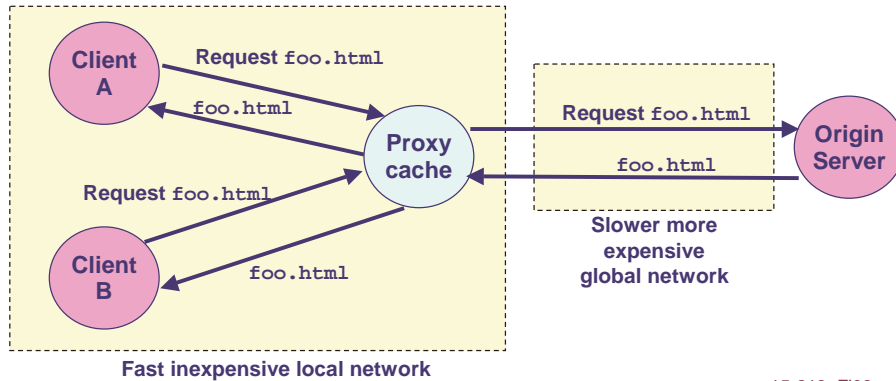 Client
A
Request foo.html
foo.html
Proxy
cache
Request foo.html
foo.html
Origin
Server
Request foo.html
Client
B
foo.html
Slower more
expensive
global network
Fast inexpensive local network